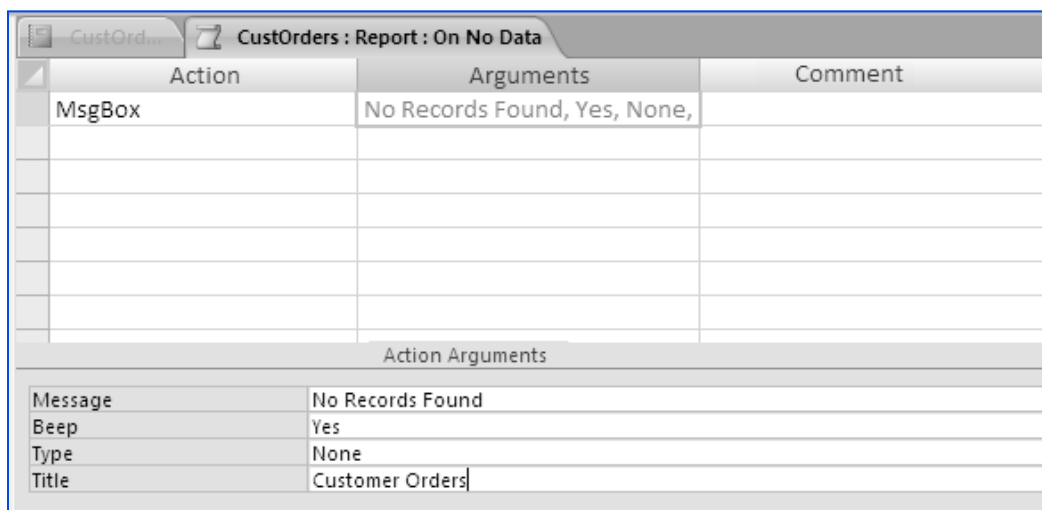 CustOrd... CustOrders : Report : On No Data
Action Arguments Comment
MsgBox No Records Found, Yes, None,
Action Arguments
Message No Records Found
Beep Yes
Type None
Title Customer Orders